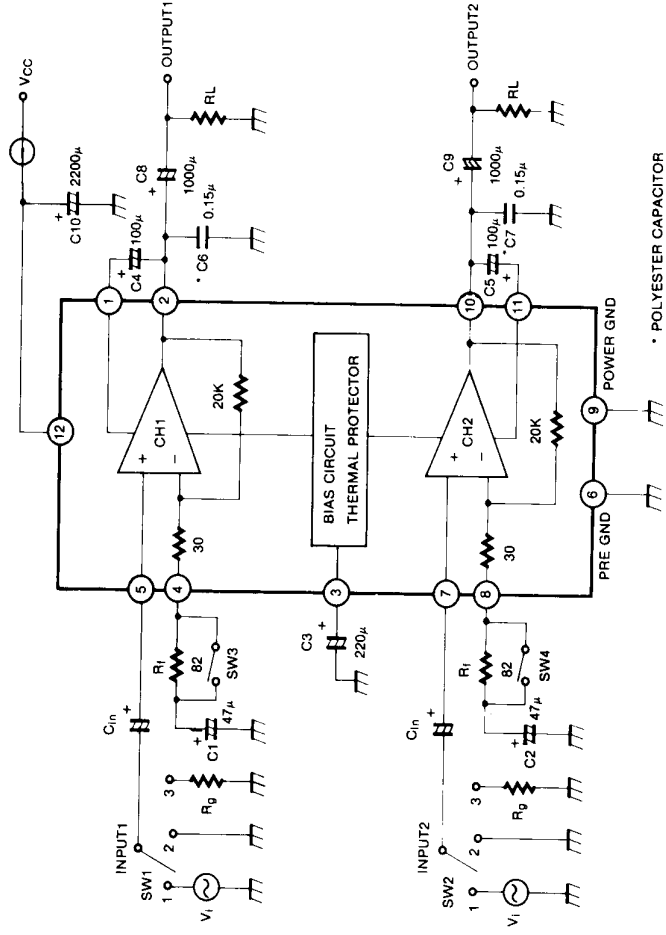 Vcc
C10
+
2200µ
OUTPUT1
RL
+
C8
1000µ
+
C4
100µ
* C6
0.15µ
1
2
12
20K
CH1
+
−
30
5
4
Cin
+
Rf
82
SW3
+
C1
47µ
INPUT1
SW1
1
2
3
Rg
Vi
BIAS CIRCUIT
THERMAL PROTECTOR
3
C3
+
220µ
OUTPUT2
RL
+
C9
1000µ
0.15µ
* C7
100µ
C5
+
10
11
20K
CH2
+
−
30
7
8
Cin
+
Rf
82
SW4
+
C2
47µ
INPUT2
SW2
1
2
3
Rg
Vi
PRE GND
6
POWER GND
9
* POLYESTER CAPACITOR